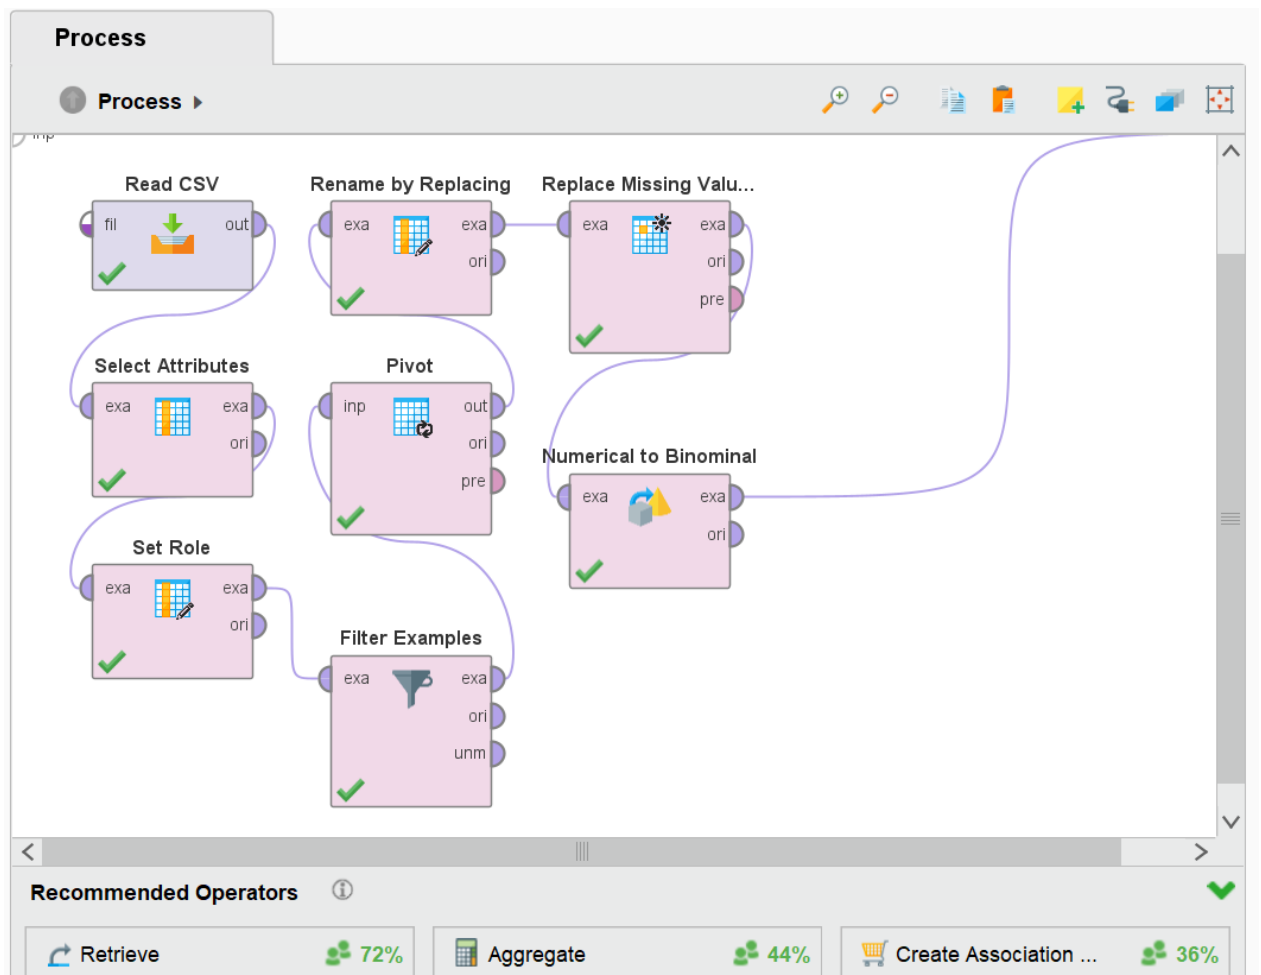 Process
Process
inp
Read CSV
fil
out
Rename by Replacing
exa
exa
ori
Replace Missing Valu...
exa
exa
ori
pre
Select Attributes
exa
exa
ori
Pivot
inp
out
ori
pre
Numerical to Binominal
exa
exa
ori
Set Role
exa
exa
ori
Filter Examples
exa
exa
ori
unm
Recommended Operators
Retrieve
72%
Aggregate
44%
Create Association ...
36%